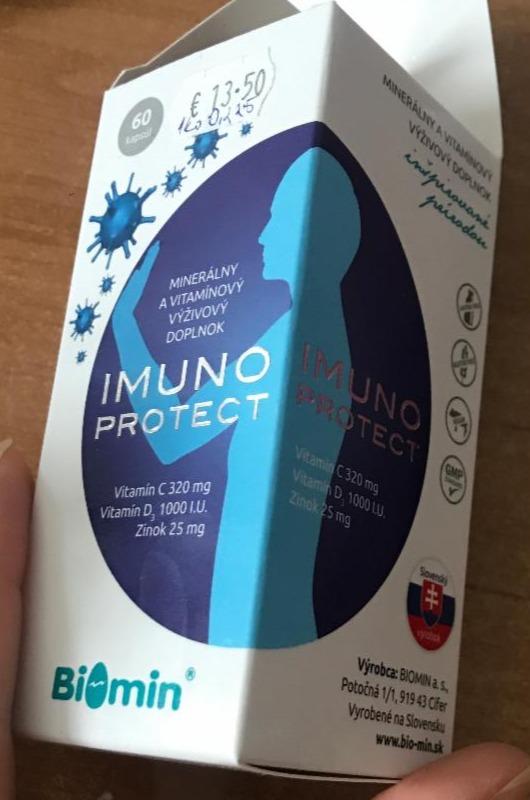 60
kapsúl
€ 13.50
MINERÁLNY
A VITAMÍNOVÝ
VÝŽIVOVÝ
DOPLNOK
IMUNO
PROTECT
Vitamín C 320 mg
Vitamín D₃ 1000 I.U.
Zinok 25 mg
Biomin®
MINERÁLNY A VITAMÍNOVÝ
VÝŽIVOVÝ DOPLNOK
inšpirované
prírodou
IMUNO
PROTECT
Vitamín C 320 mg
Vitamín D₃ 1000 I.U.
Zinok 25 mg
GMP
Slovenský
výrobca
Výrobca: BIOMIN a. s.,
Potočná 1/1, 919 43 Cífer
Vyrobené na Slovensku
www.bio-min.sk